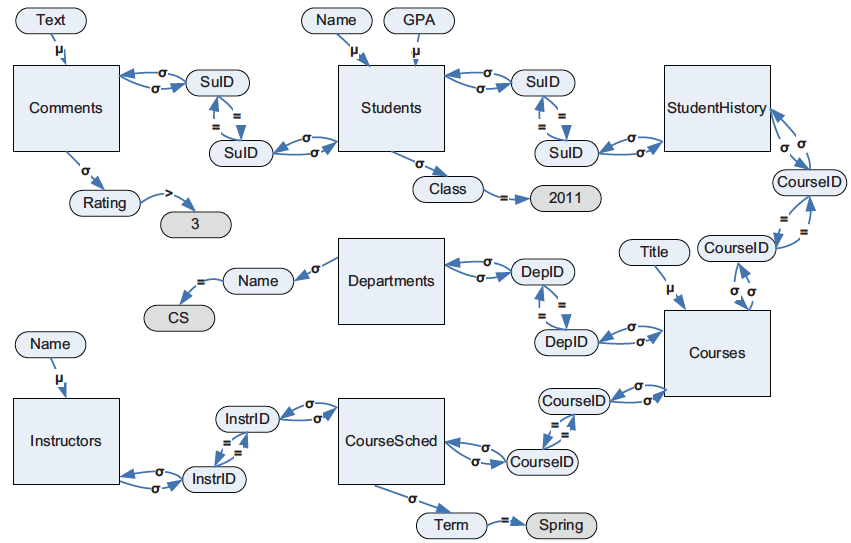 Text
Name
GPA
μ
μ
μ
Comments
σ
σ
SuID
Students
σ
σ
SuID
StudentHistory
=
=
=
=
SuID
σ
σ
SuID
σ
σ
σ
σ
CourseID
σ
Rating
>
3
σ
Class
=
2011
=
=
CourseID
Title
μ
σ
σ
Departments
σ
Name
=
CS
σ
σ
DepID
=
=
DepID
σ
σ
Courses
Name
μ
Instructors
σ
σ
InstrID
=
=
InstrID
σ
σ
CourseSched
σ
σ
CourseID
=
=
CourseID
σ
σ
σ
Term
=
Spring